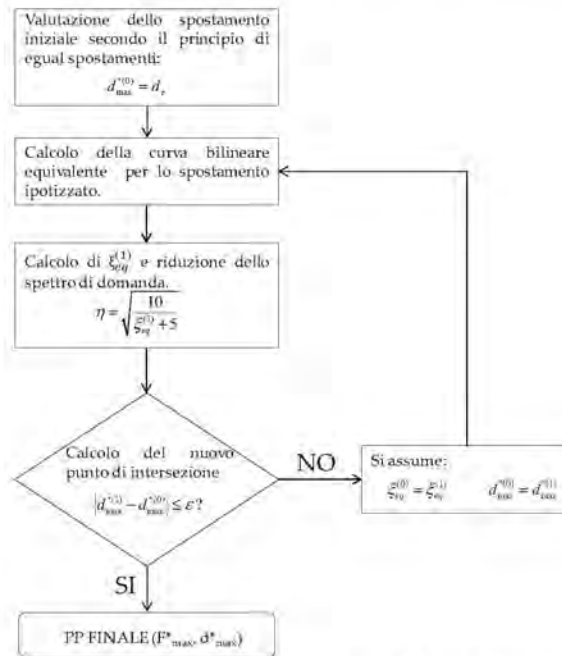 Valutazione dello spostamento
iniziale secondo il principio di
egual spostamenti:
d*(0)max = de
Calcolo della curva bilineare
equivalente per lo spostamento
ipotizzato.
Calcolo di ξ(1)eq e riduzione dello
spettro di domanda.
η = √(10 / (ξ(1)eq + 5))
Calcolo del nuovo
punto di intersezione
|d*(1)max − d*(0)max| ≤ ε?
NO
Si assume:
ξ(0)eq = ξ(1)eq d*(0)max = d*(1)max
SI
PP FINALE (F*max, d*max)